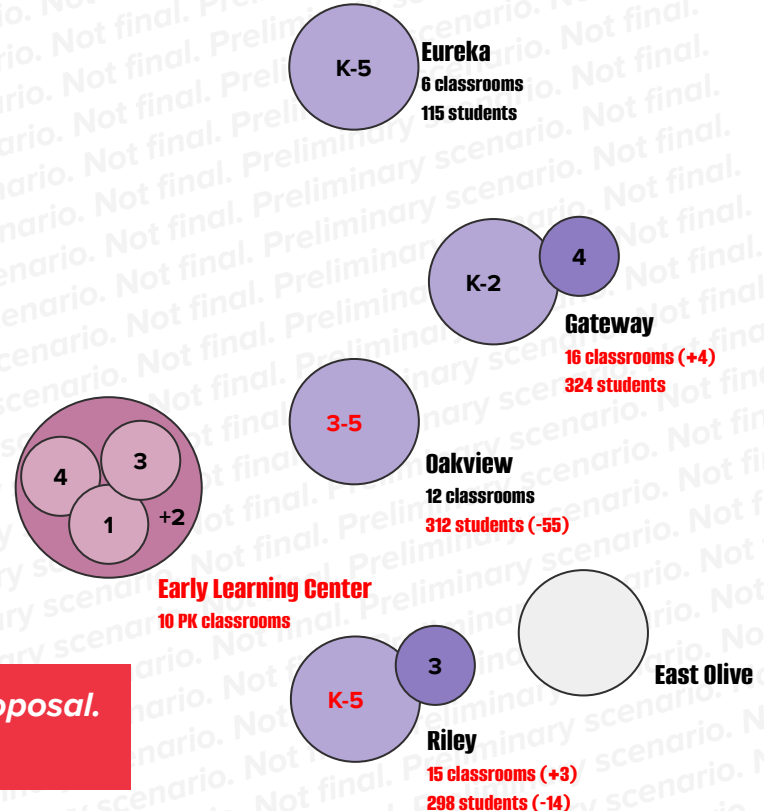 K-5
Eureka
6 classrooms
115 students
K-2
4
Gateway
16 classrooms (+4)
324 students
3-5
Oakview
12 classrooms
312 students (-55)
4
3
1
+2
Early Learning Center
10 PK classrooms
K-5
3
Riley
15 classrooms (+3)
298 students (-14)
East Olive
oposal.
Preliminary scenario. Not final.